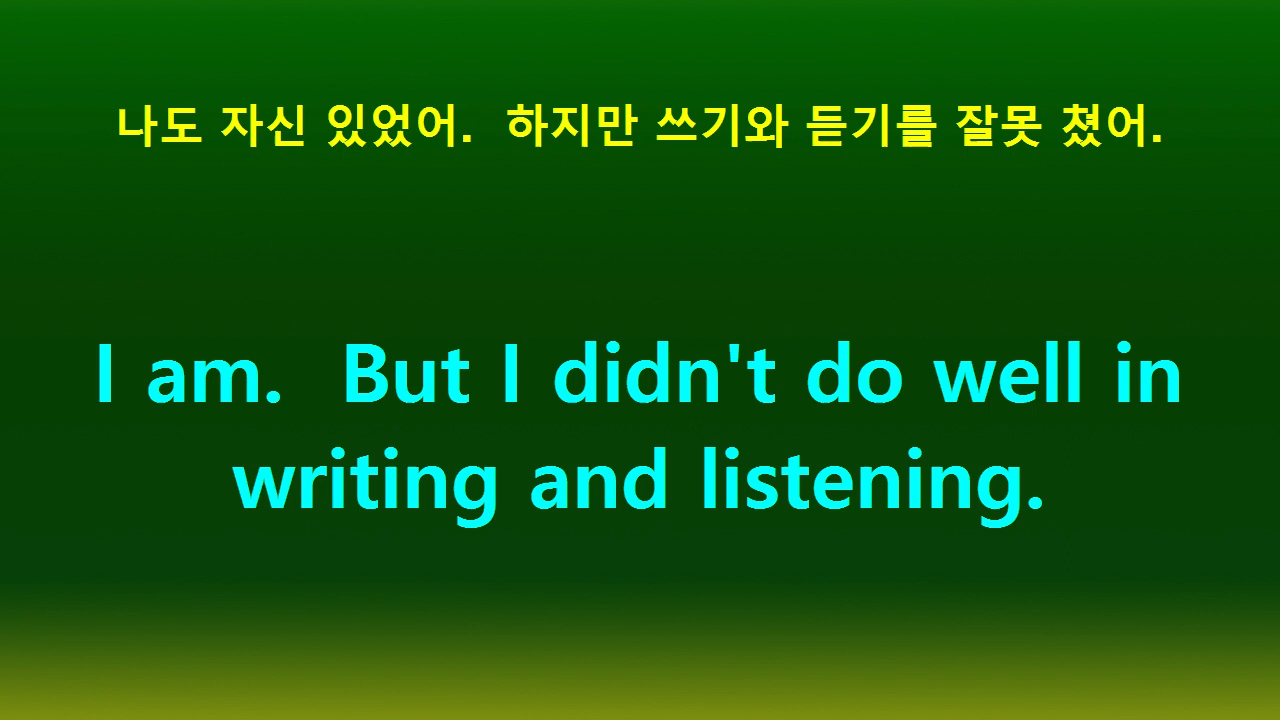 나도 자신 있었어.  하지만 쓰기와 듣기를 잘못 쳤어.
I am.  But I didn't do well in
writing and listening.